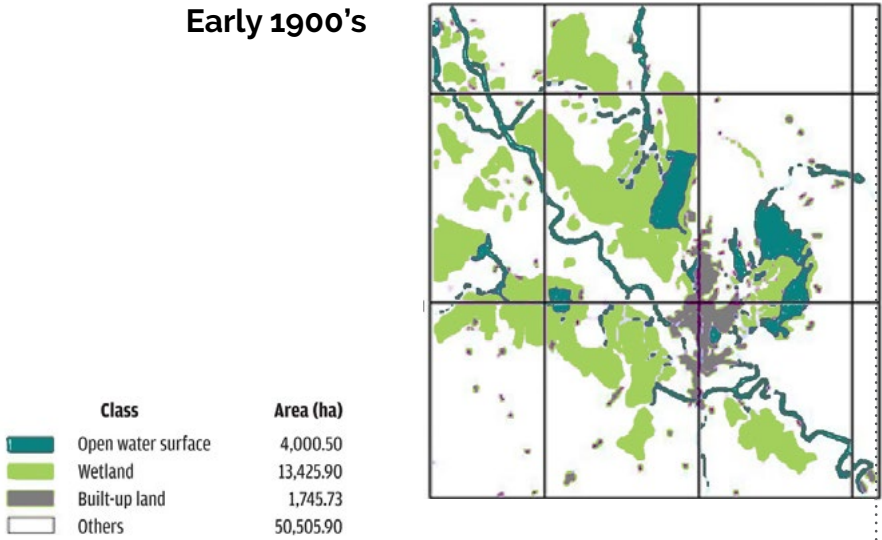 Early 1900's
Class Area (ha)
Open water surface 4,000.50
Wetland 13,425.90
Built-up land 1,745.73
Others 50,505.90